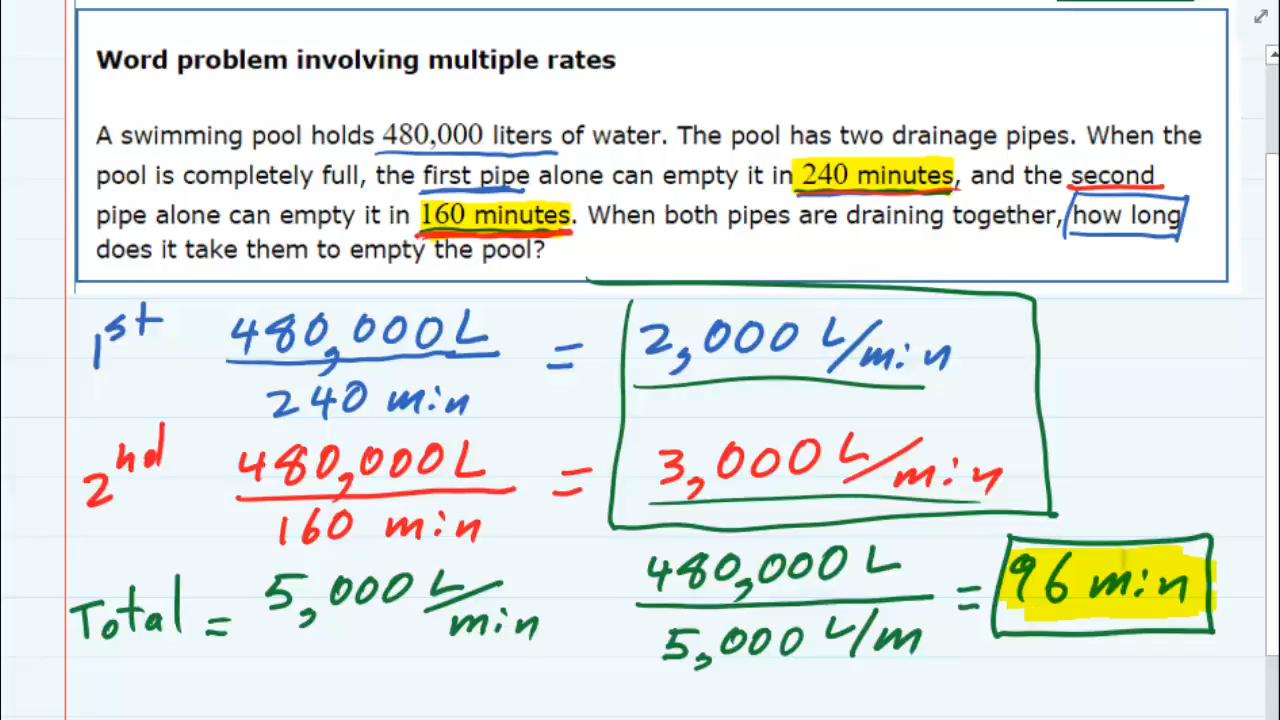 Word problem involving multiple rates
A swimming pool holds 480,000 liters of water. The pool has two drainage pipes. When the
pool is completely full, the first pipe alone can empty it in 240 minutes, and the second
pipe alone can empty it in 160 minutes. When both pipes are draining together, how long
does it take them to empty the pool?
1st 480,000 L = 2,000 L/min
240 min
2nd 480,000 L = 3,000 L/min
160 min
Total = 5,000 L/min 480,000 L = 96 min
5,000 L/m